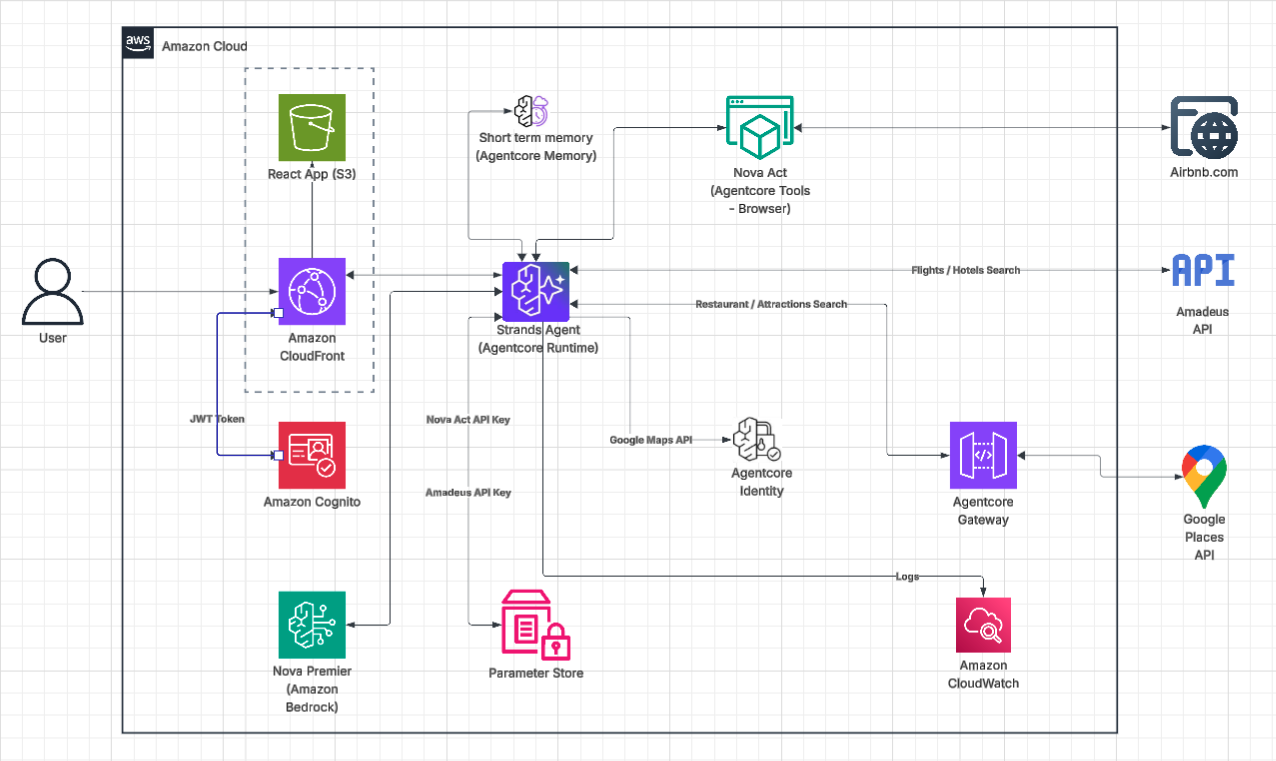 aws
Amazon Cloud
React App (S3)
Short term memory
(Agentcore Memory)
Nova Act
(Agentcore Tools
- Browser)
Airbnb.com
User
Amazon
CloudFront
Strands Agent
(Agentcore Runtime)
Flights / Hotels Search
Restaurant / Attractions Search
API
Amadeus
API
JWT Token
Amazon Cognito
Nova Act API Key
Amadeus API Key
Google Maps API
Agentcore
Identity
Agentcore
Gateway
Google
Places
API
Logs
Nova Premier
(Amazon
Bedrock)
Parameter Store
Amazon
CloudWatch